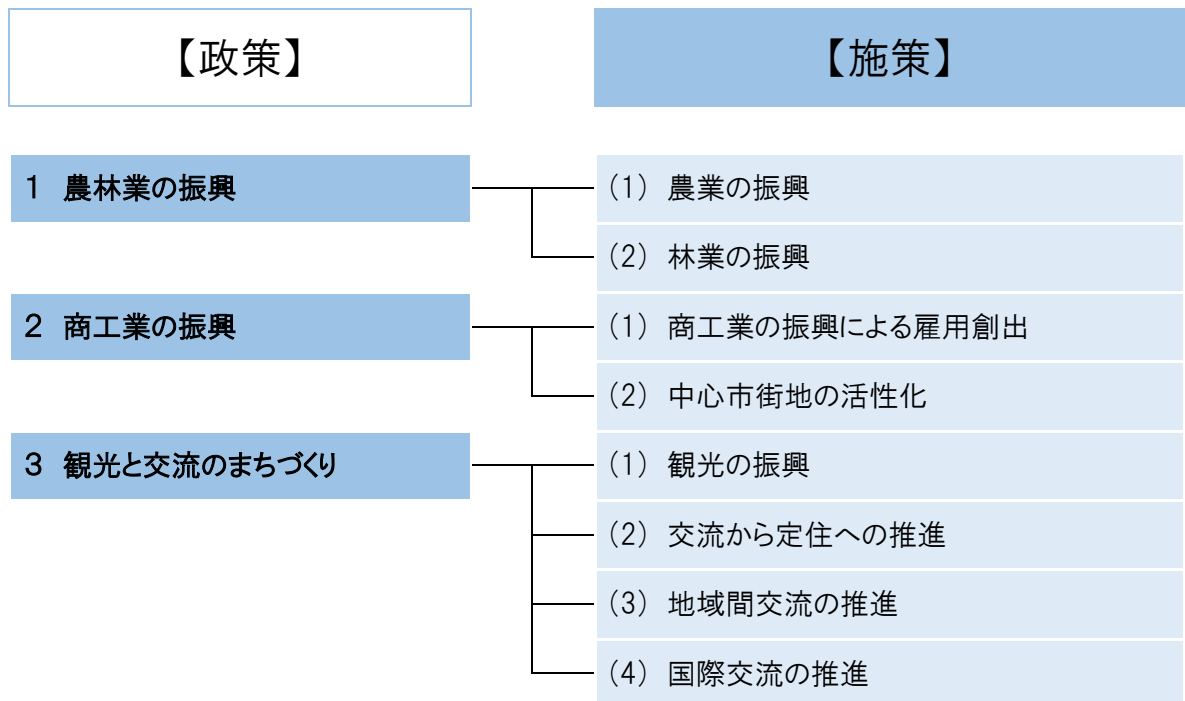 【政策】
【施策】
１ 農林業の振興
(1) 農業の振興
(2) 林業の振興
２ 商工業の振興
(1) 商工業の振興による雇用創出
(2) 中心市街地の活性化
３ 観光と交流のまちづくり
(1) 観光の振興
(2) 交流から定住への推進
(3) 地域間交流の推進
(4) 国際交流の推進